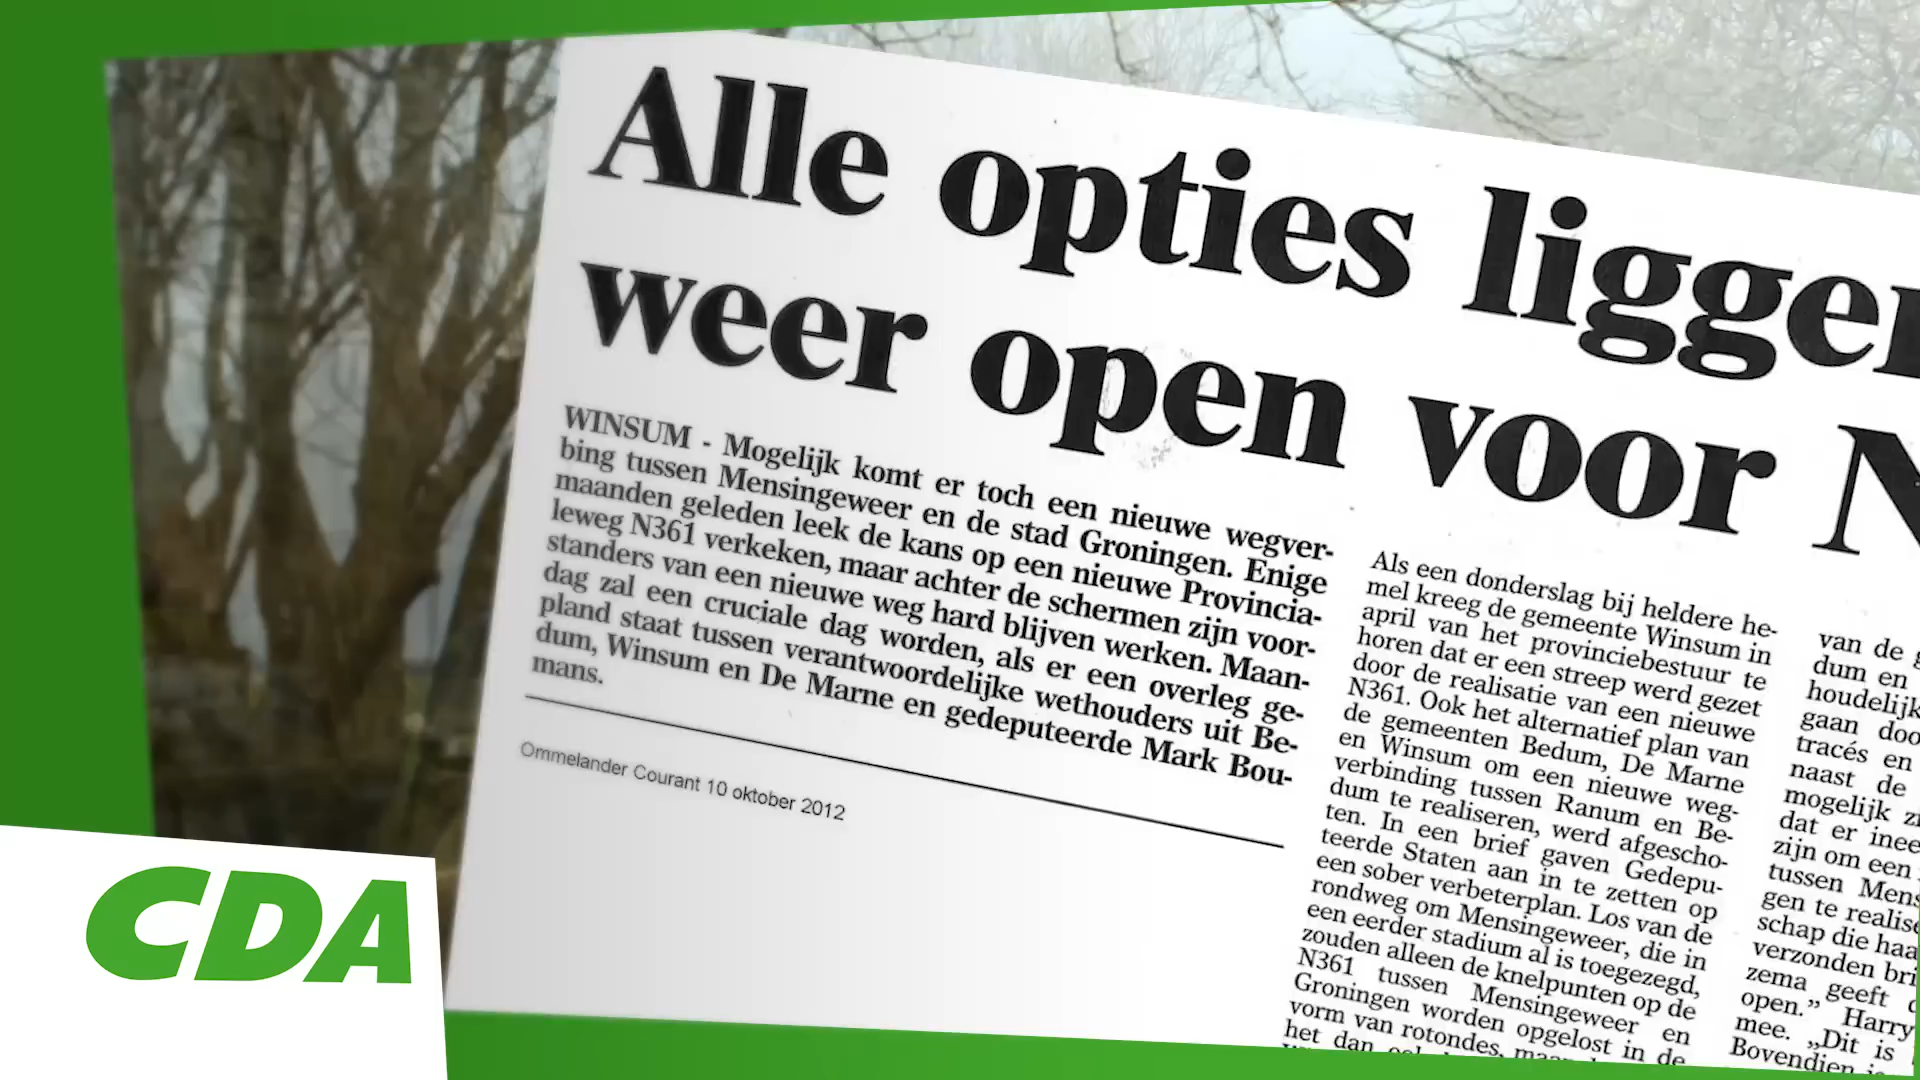 Alle opties liggen
weer open voor N
WINSUM - Mogelijk komt er toch een nieuwe wegver-
bing tussen Mensingeweer en de stad Groningen. Enige
maanden geleden leek de kans op een nieuwe Provincia-
leweg N361 verkeken, maar achter de schermen zijn voor-
standers van een nieuwe weg hard blijven werken. Maan-
dag zal een cruciale dag worden, als er een overleg ge-
pland staat tussen verantwoordelijke wethouders uit Be-
dum, Winsum en De Marne en gedeputeerde Mark Bou-
mans.
Ommelander Courant 10 oktober 2012
Als een donderslag bij heldere he-
mel kreeg de gemeente Winsum in
april van het provinciebestuur te
horen dat er een streep werd gezet
door de realisatie van een nieuwe
N361. Ook het alternatief plan van
de gemeenten Bedum, De Marne
en Winsum om een nieuwe weg-
verbinding tussen Ranum en Be-
dum te realiseren, werd afgescho-
ten. In een brief gaven Gedepu-
teerde Staten aan in te zetten op
een sober verbeterplan. Los van de
rondweg om Mensingeweer, die in
een eerder stadium al is toegezegd,
zouden alleen de knelpunten op de
N361 tussen Mensingeweer en
Groningen worden opgelost in de
vorm van rotondes,
het dan
van de g
dum en
houdelijk
gaan doo
tracés en
naast de
mogelijk zi
dat er inee
zijn om een
tussen Mens
gen te realise
schap die haa
verzonden bri
zema geeft
open.” Harry
mee. „Dit is
Bovendien is
CDA